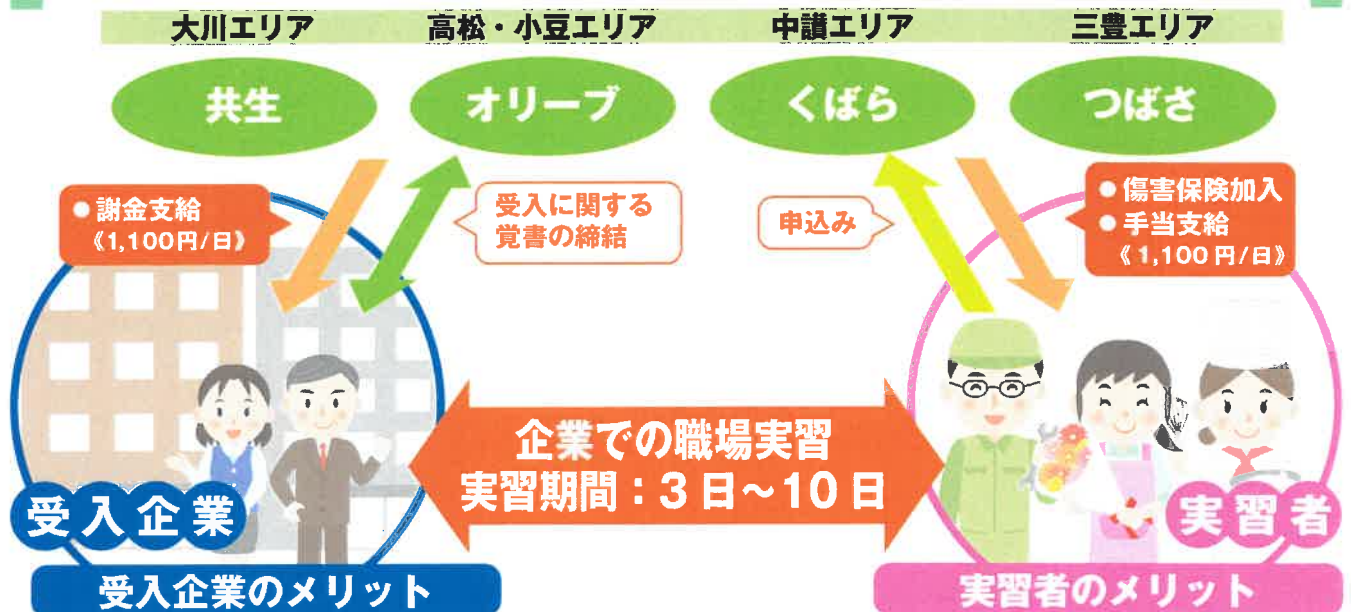 大川エリア
高松・小豆エリア
中讃エリア
三豊エリア
共生
オリーブ
くばら
つばさ
● 謝金支給
《1,100円/日》
受入に関する
覚書の締結
申込み
● 傷害保険加入
● 手当支給
《1,100円/日》
企業での職場実習
実習期間：3日～10日
受入企業
実習者
受入企業のメリット
実習者のメリット